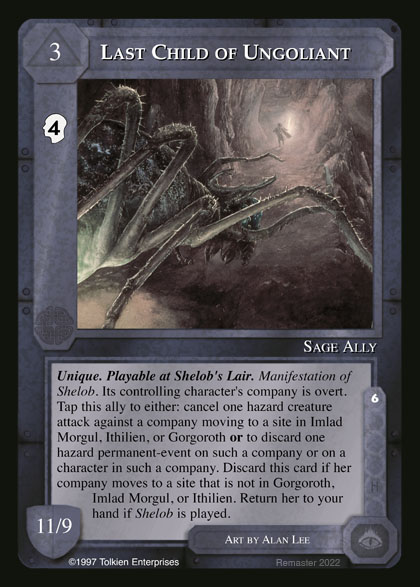 3
LAST CHILD OF UNGOLIANT
4
SAGE ALLY
Unique. Playable at Shelob's Lair. Manifestation of
Shelob. Its controlling character's company is overt.
Tap this ally to either: cancel one hazard creature
attack against a company moving to a site in Imlad
Morgul, Ithilien, or Gorgoroth or to discard one
hazard permanent-event on such a company or on a
character in such a company. Discard this card if her
company moves to a site that is not in Gorgoroth,
Imlad Morgul, or Ithilien. Return her to your
hand if Shelob is played.
6
H
11/9
ART BY ALAN LEE
©1997 Tolkien Enterprises
Remaster 2022